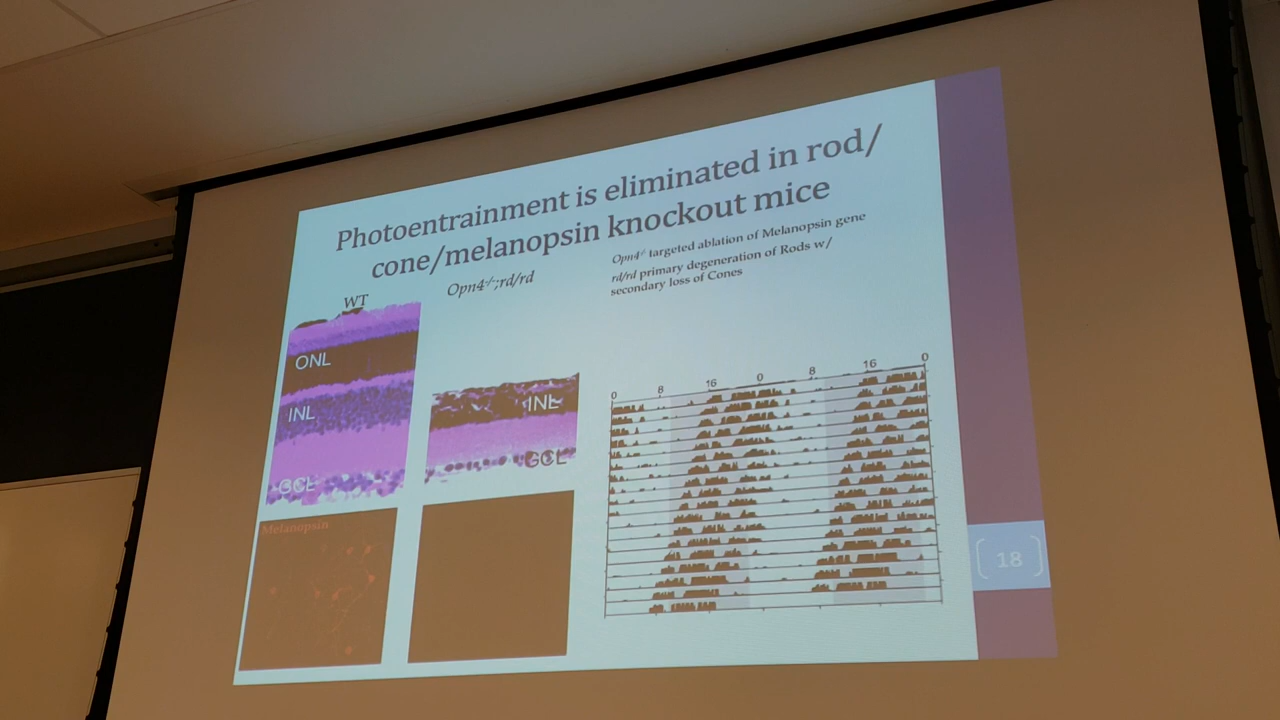 Photoentrainment is eliminated in rod/
cone/melanopsin knockout mice
WT
Opn4-/-;rd/rd
Opn4-/- targeted ablation of Melanopsin gene
rd/rd primary degeneration of Rods w/
secondary loss of Cones
ONL
INL
GCL
INL
GCL
Melanopsin
0 8 16 0 8 16 0
18